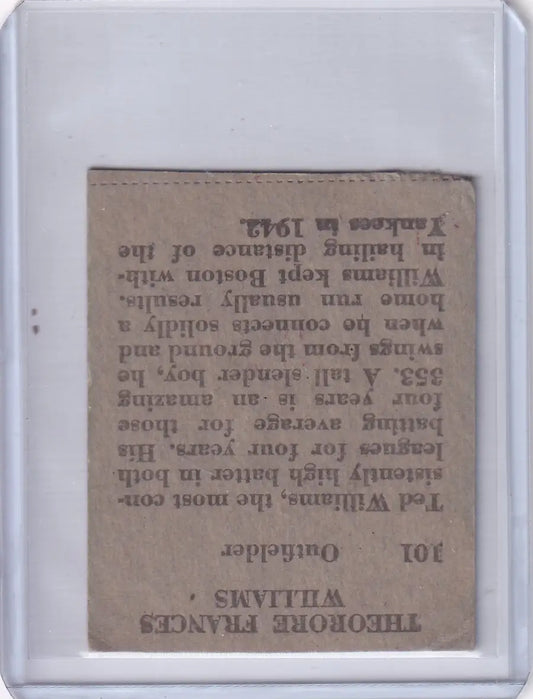 THEORORE FRANCES
WILLIAMS
101 Outfielder
Ted Williams, the most con-
sistently high batter in both
leagues for four years. His
batting average for those
four years is an amazing
353. A tall slender boy, he
swings from the ground and
when he connects solidly a
home run usually results.
Williams kept Boston with-
in hailing distance of the
Yankees in 1942.